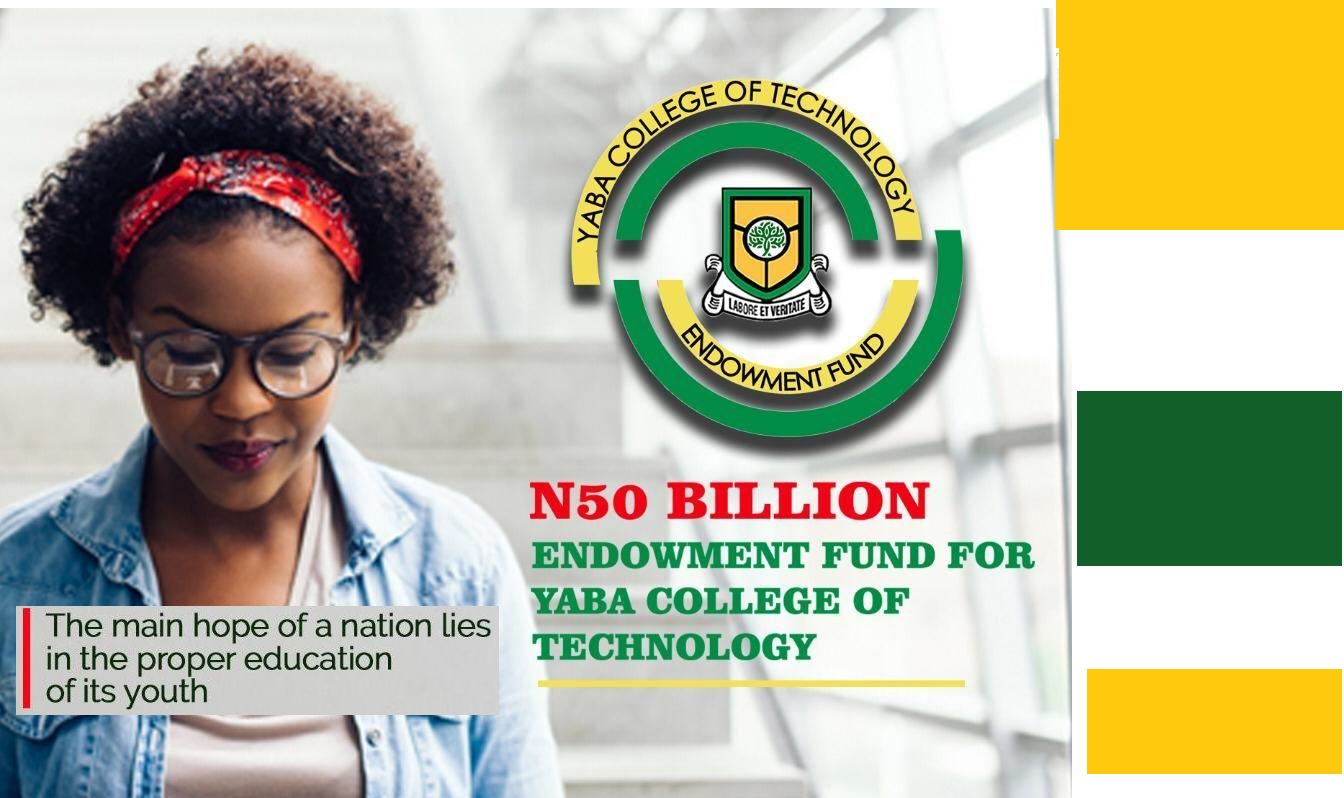 YABA COLLEGE OF TECHNOLOGY
LABORE ET VERITATE
ENDOWMENT FUND
N50 BILLION
ENDOWMENT FUND FOR
YABA COLLEGE OF
TECHNOLOGY
The main hope of a nation lies
in the proper education
of its youth